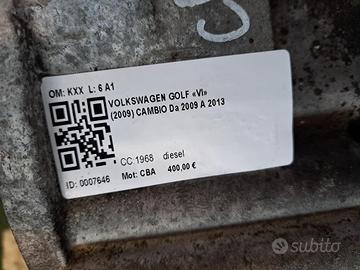 OM: KXX L: 6 A1
VOLKSWAGEN GOLF «VI»
(2009) CAMBIO Da 2009 A 2013
CC.1968 diesel
ID: 0007646
Mot: CBA 400,00 €
subito